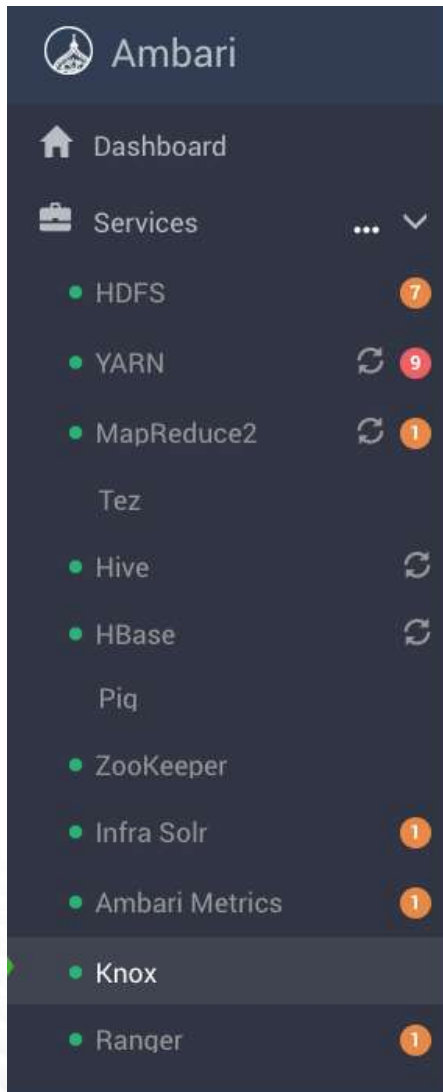 Ambari
Dashboard
Services ...
HDFS 7
YARN 9
MapReduce2 1
Tez
Hive
HBase
Pig
ZooKeeper
Infra Solr 1
Ambari Metrics 1
Knox
Ranger 1